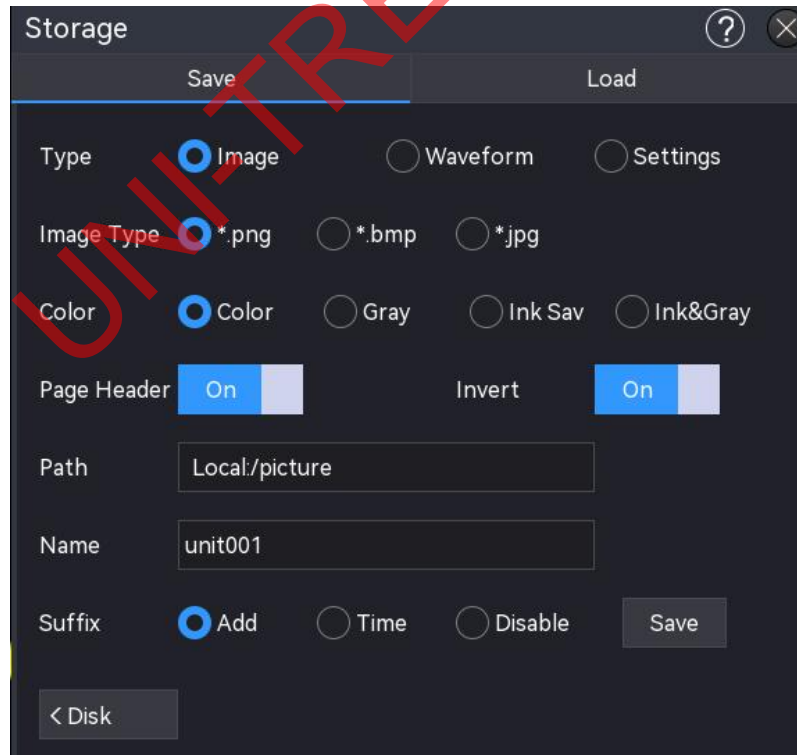 Storage ?
Save Load
Type Image Waveform Settings
Image Type *.png *.bmp *.jpg
Color Color Gray Ink Sav Ink&Gray
Page Header On Invert On
Path Local:/picture
Name unit001
Suffix Add Time Disable Save
< Disk
UNI-TRE